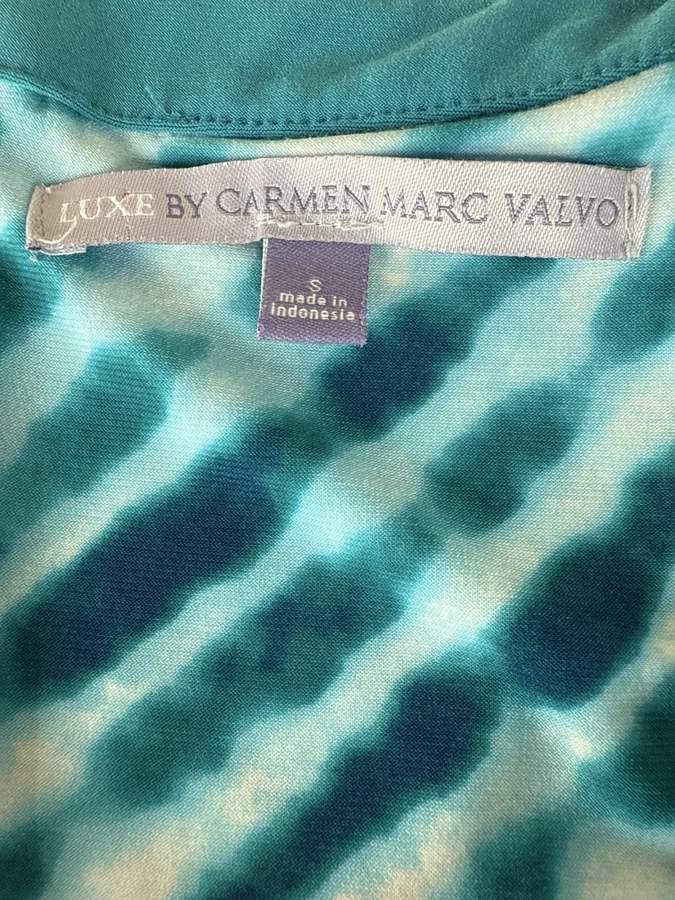 LUXE BY CARMEN MARC VALVO
S
made in
indonesia